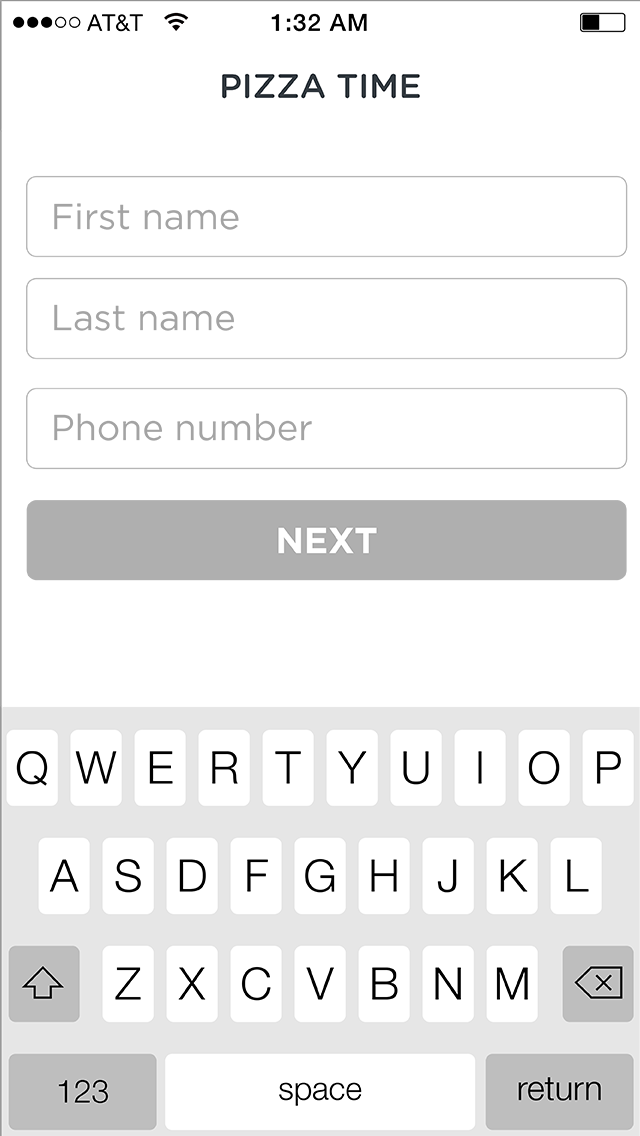 AT&T 1:32 AM
PIZZA TIME
First name
Last name
Phone number
NEXT
Q W E R T Y U I O P
A S D F G H J K L
Z X C V B N M
123 space return